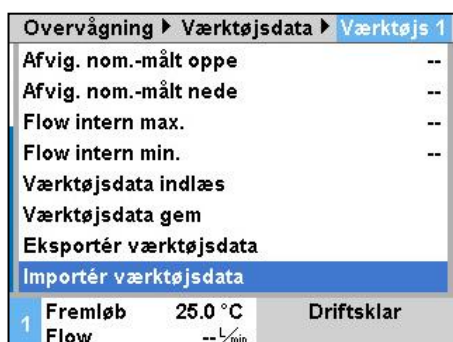 Overvågning ▶ Værktøjsdata ▶ Værktøjs 1
Afvig. nom.-målt oppe --
Afvig. nom.-målt nede --
Flow intern max. --
Flow intern min. --
Værktøjsdata indlæs
Værktøjsdata gem
Eksportér værktøjsdata
Importér værktøjsdata
1 Fremløb 25.0 °C Driftsklar
Flow -- L/min